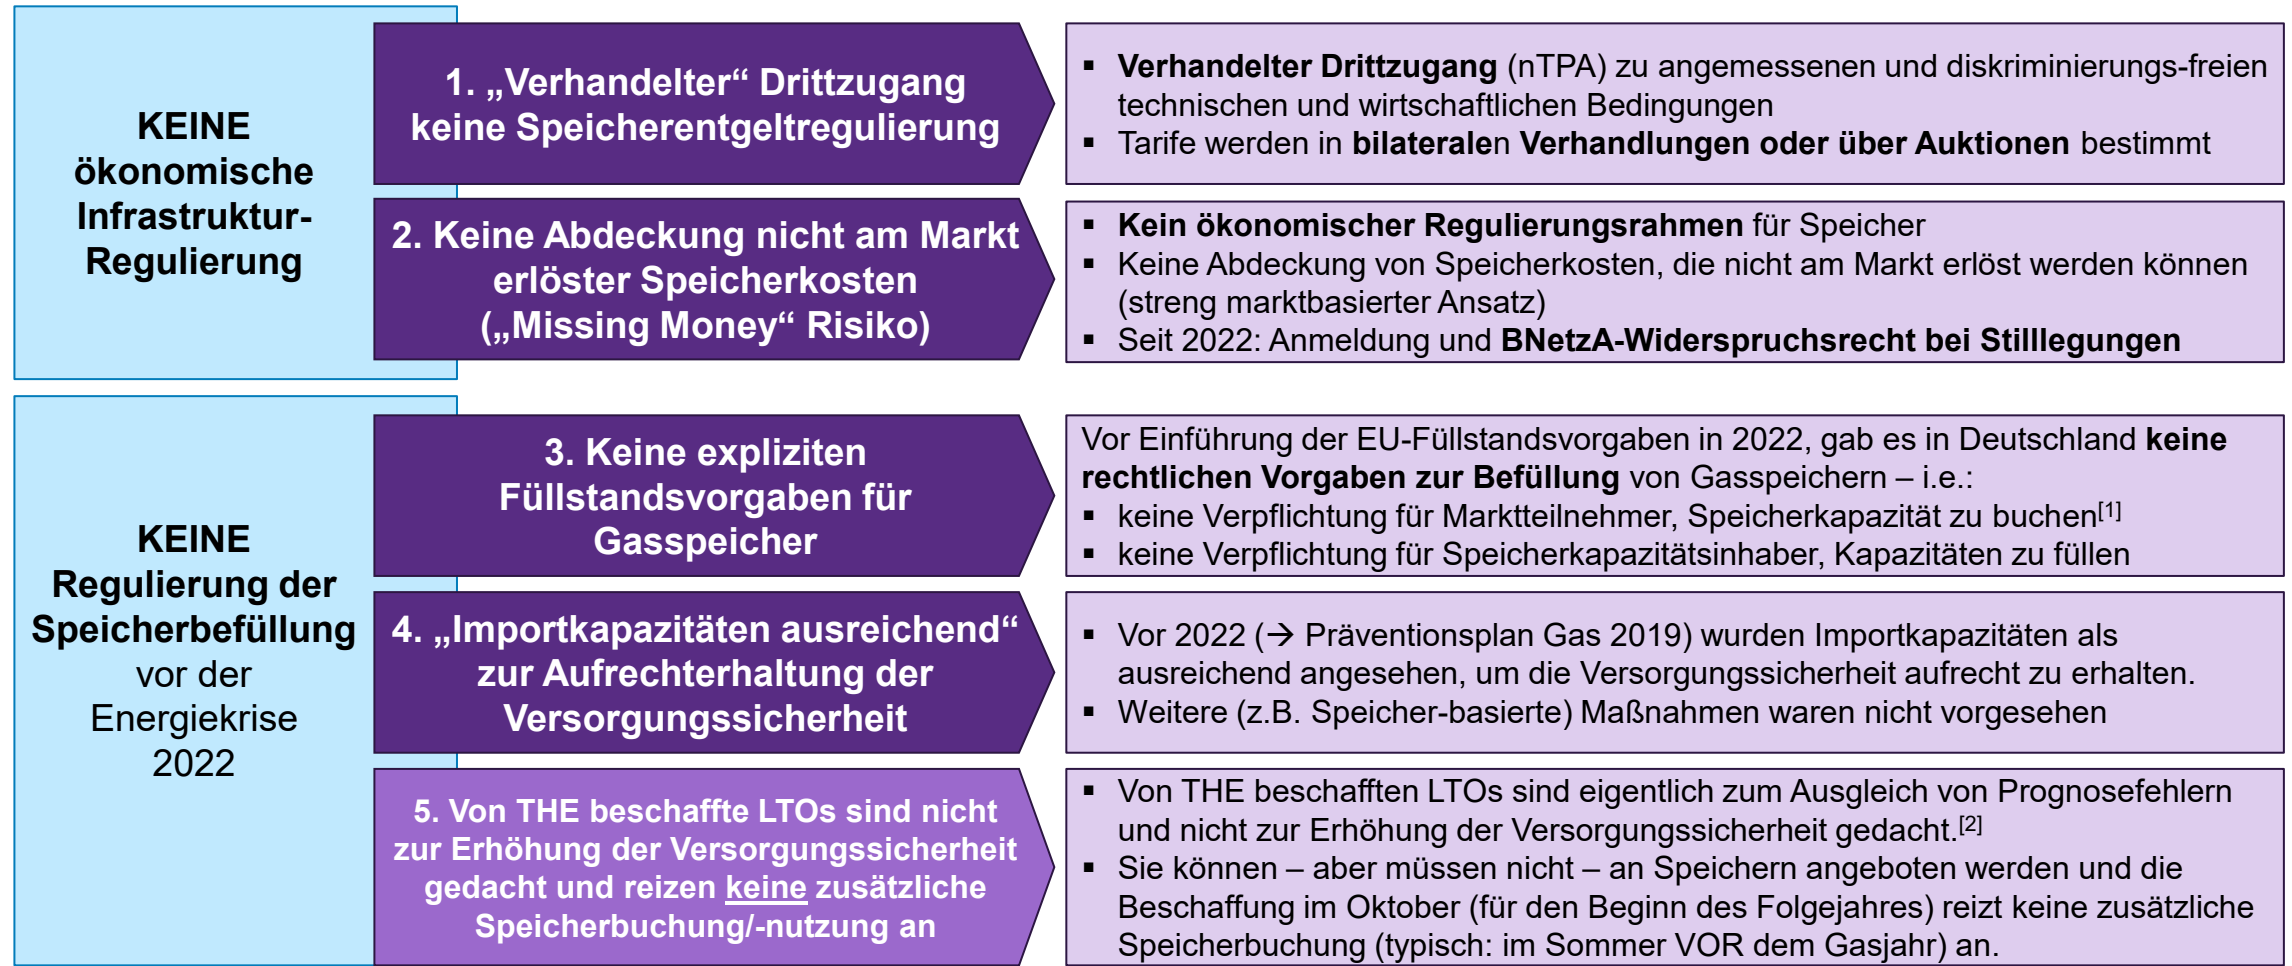 KEINE
ökonomische
Infrastruktur-
Regulierung
1. „Verhandelter“ Drittzugang
keine Speicherentgeltregulierung
▪ Verhandelter Drittzugang (nTPA) zu angemessenen und diskriminierungs-freien
technischen und wirtschaftlichen Bedingungen
▪ Tarife werden in bilateralen Verhandlungen oder über Auktionen bestimmt
2. Keine Abdeckung nicht am Markt
erlöster Speicherkosten
(„Missing Money“ Risiko)
▪ Kein ökonomischer Regulierungsrahmen für Speicher
▪ Keine Abdeckung von Speicherkosten, die nicht am Markt erlöst werden können
(streng marktbasierter Ansatz)
▪ Seit 2022: Anmeldung und BNetzA-Widerspruchsrecht bei Stilllegungen
KEINE
Regulierung der
Speicherbefüllung
vor der
Energiekrise
2022
3. Keine expliziten
Füllstandsvorgaben für
Gasspeicher
Vor Einführung der EU-Füllstandsvorgaben in 2022, gab es in Deutschland keine
rechtlichen Vorgaben zur Befüllung von Gasspeichern – i.e.:
▪ keine Verpflichtung für Marktteilnehmer, Speicherkapazität zu buchen[1]
▪ keine Verpflichtung für Speicherkapazitätsinhaber, Kapazitäten zu füllen
4. „Importkapazitäten ausreichend“
zur Aufrechterhaltung der
Versorgungssicherheit
▪ Vor 2022 (→ Präventionsplan Gas 2019) wurden Importkapazitäten als
ausreichend angesehen, um die Versorgungssicherheit aufrecht zu erhalten.
▪ Weitere (z.B. Speicher-basierte) Maßnahmen waren nicht vorgesehen
5. Von THE beschaffte LTOs sind nicht
zur Erhöhung der Versorgungssicherheit
gedacht und reizen keine zusätzliche
Speicherbuchung/-nutzung an
▪ Von THE beschafften LTOs sind eigentlich zum Ausgleich von Prognosefehlern
und nicht zur Erhöhung der Versorgungssicherheit gedacht.[2]
▪ Sie können – aber müssen nicht – an Speichern angeboten werden und die
Beschaffung im Oktober (für den Beginn des Folgejahres) reizt keine zusätzliche
Speicherbuchung (typisch: im Sommer VOR dem Gasjahr) an.